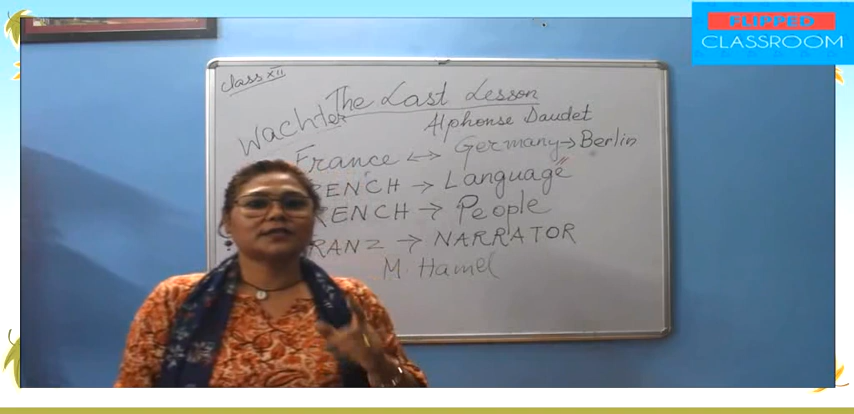 FLIPPED
CLASSROOM
Class XII
The Last Lesson
Alphonse Daudet
Wachter
France ↔ Germany → Berlin
RENCH → Language
RENCH → People
RANZ → NARRATOR
M. Hamel